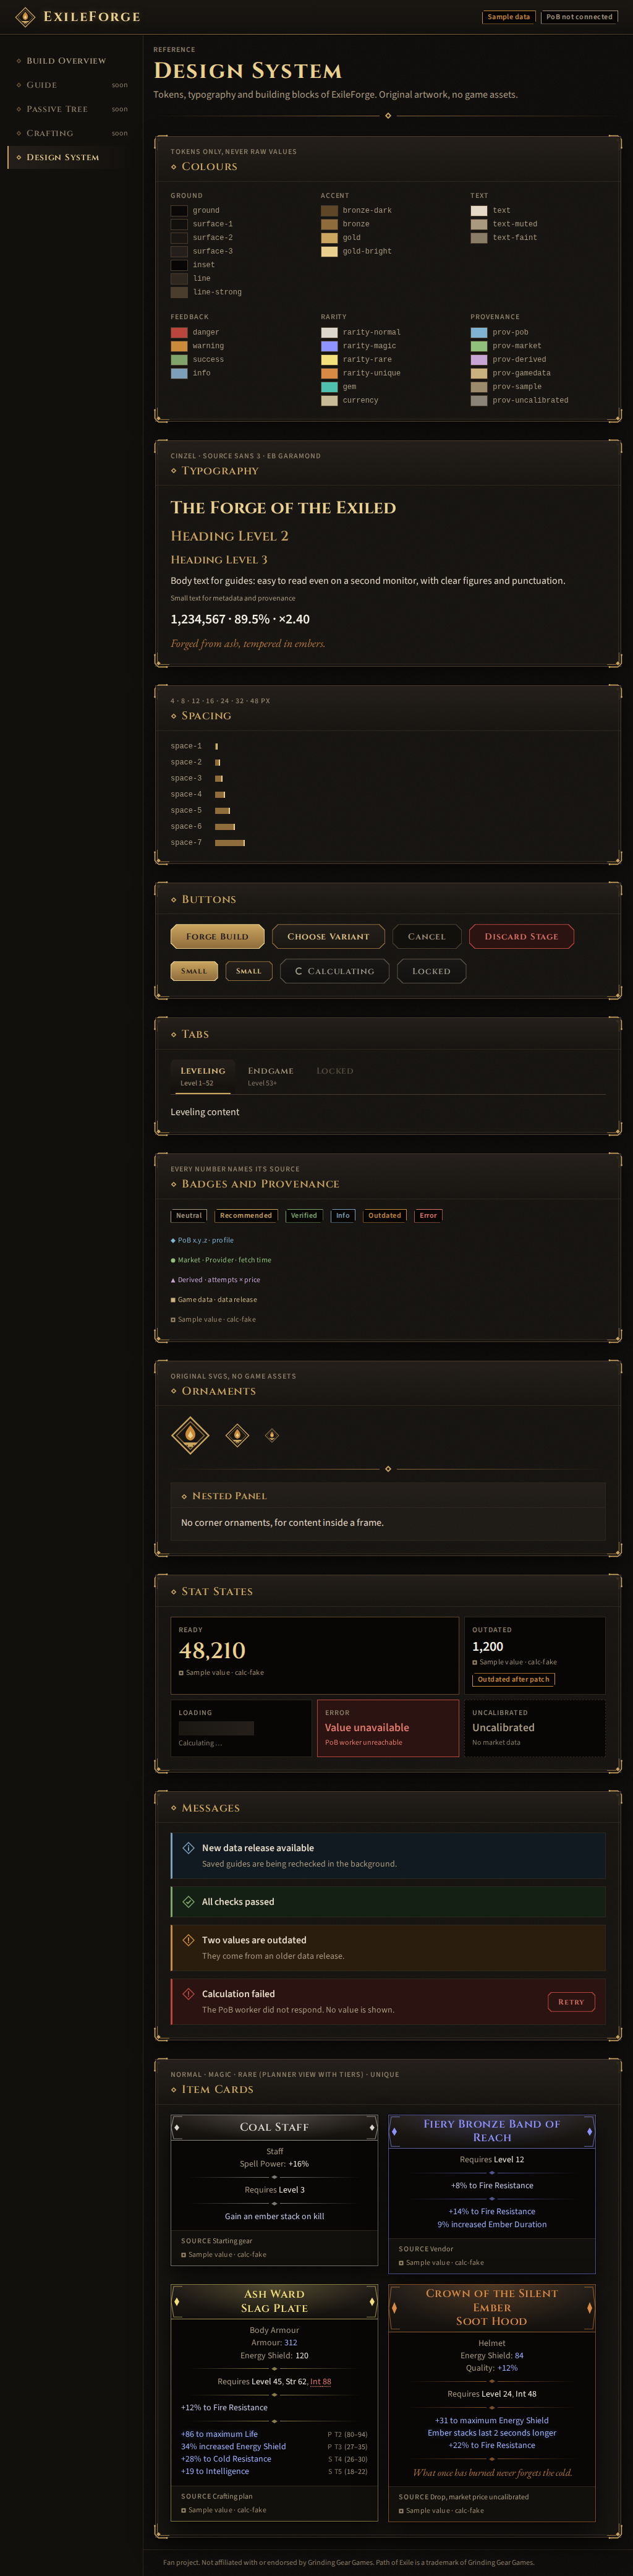 ExileForge
Sample data
PoB not connected
Build Overview
Guide
soon
Passive Tree
soon
Crafting
soon
Design System
REFERENCE
Design System
Tokens, typography and building blocks of ExileForge. Original artwork, no game assets.
TOKENS ONLY, NEVER RAW VALUES
Colours
GROUND
ground
surface-1
surface-2
surface-3
inset
line
line-strong
ACCENT
bronze-dark
bronze
gold
gold-bright
TEXT
text
text-muted
text-faint
FEEDBACK
danger
warning
success
info
RARITY
rarity-normal
rarity-magic
rarity-rare
rarity-unique
gem
currency
PROVENANCE
prov-pob
prov-market
prov-derived
prov-gamedata
prov-sample
prov-uncalibrated
CINZEL · SOURCE SANS 3 · EB GARAMOND
Typography
The Forge of the Exiled
Heading Level 2
Heading Level 3
Body text for guides: easy to read even on a second monitor, with clear figures and punctuation.
Small text for metadata and provenance
1,234,567 · 89.5% · ×2.40
Forged from ash, tempered in embers.
4 · 8 · 12 · 16 · 24 · 32 · 48 PX
Spacing
space-1
space-2
space-3
space-4
space-5
space-6
space-7
Buttons
Forge Build
Choose Variant
Cancel
Discard Stage
Small
Small
Calculating
Locked
Tabs
Leveling
Level 1–52
Endgame
Level 53+
Locked
Leveling content
EVERY NUMBER NAMES ITS SOURCE
Badges and Provenance
Neutral
Recommended
Verified
Info
Outdated
Error
PoB x.y.z · profile
Market · Provider · fetch time
Derived · attempts × price
Game data · data release
Sample value · calc-fake
ORIGINAL SVGS, NO GAME ASSETS
Ornaments
Nested Panel
No corner ornaments, for content inside a frame.
Stat States
READY
48,210
Sample value · calc-fake
OUTDATED
1,200
Sample value · calc-fake
Outdated after patch
LOADING
Calculating …
ERROR
Value unavailable
PoB worker unreachable
UNCALIBRATED
Uncalibrated
No market data
Messages
New data release available
Saved guides are being rechecked in the background.
All checks passed
Two values are outdated
They come from an older data release.
Calculation failed
The PoB worker did not respond. No value is shown.
Retry
NORMAL · MAGIC · RARE (PLANNER VIEW WITH TIERS) · UNIQUE
Item Cards
Coal Staff
Staff
Spell Power: +16%
Requires Level 3
Gain an ember stack on kill
SOURCE Starting gear
Sample value · calc-fake
Fiery Bronze Band of
Reach
Requires Level 12
+8% to Fire Resistance
+14% to Fire Resistance
9% increased Ember Duration
SOURCE Vendor
Sample value · calc-fake
Ash Ward
Slag Plate
Body Armour
Armour: 312
Energy Shield: 120
Requires Level 45, Str 62, Int 88
+12% to Fire Resistance
+86 to maximum Life P T2 (80–94)
34% increased Energy Shield P T3 (27–35)
+28% to Cold Resistance S T4 (26–30)
+19 to Intelligence S T5 (18–22)
SOURCE Crafting plan
Sample value · calc-fake
Crown of the Silent
Ember
Soot Hood
Helmet
Energy Shield: 84
Quality: +12%
Requires Level 24, Int 48
+31 to maximum Energy Shield
Ember stacks last 2 seconds longer
+22% to Fire Resistance
What once has burned never forgets the cold.
SOURCE Drop, market price uncalibrated
Sample value · calc-fake
Fan project. Not affiliated with or endorsed by Grinding Gear Games. Path of Exile is a trademark of Grinding Gear Games.